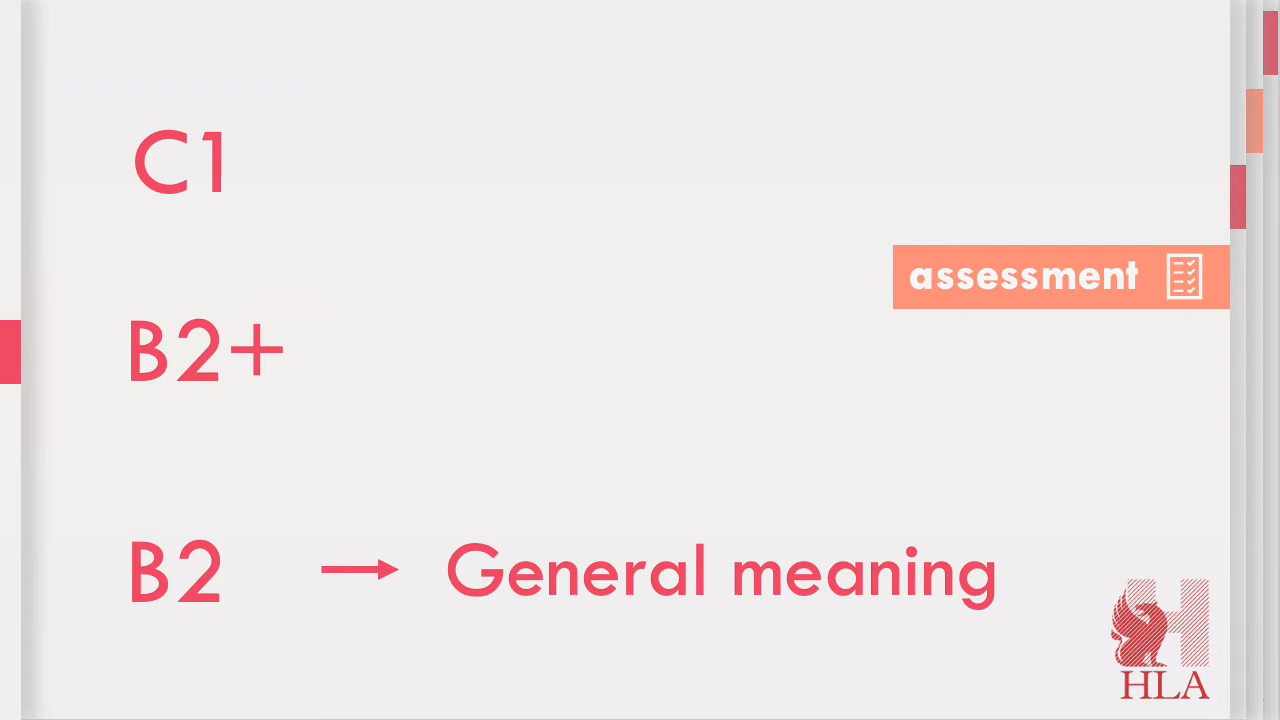 C1
assessment
B2+
B2 → General meaning
H
HLA